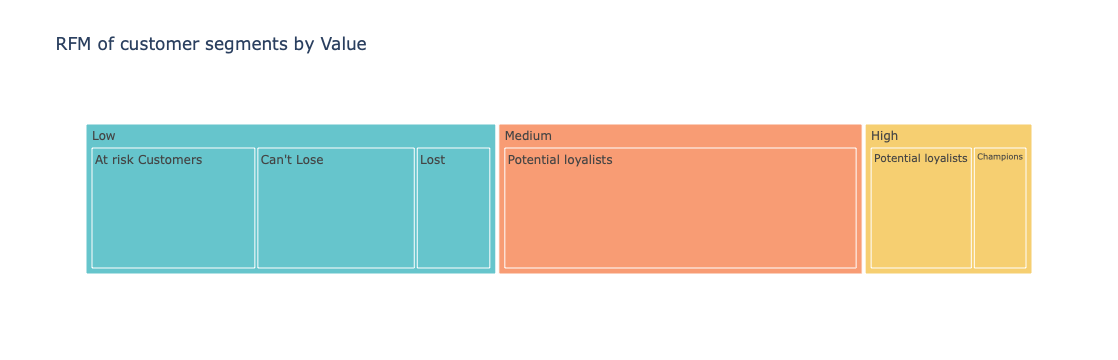 RFM of customer segments by Value
Low
Medium
High
At risk Customers
Can't Lose
Lost
Potential loyalists
Potential loyalists
Champions